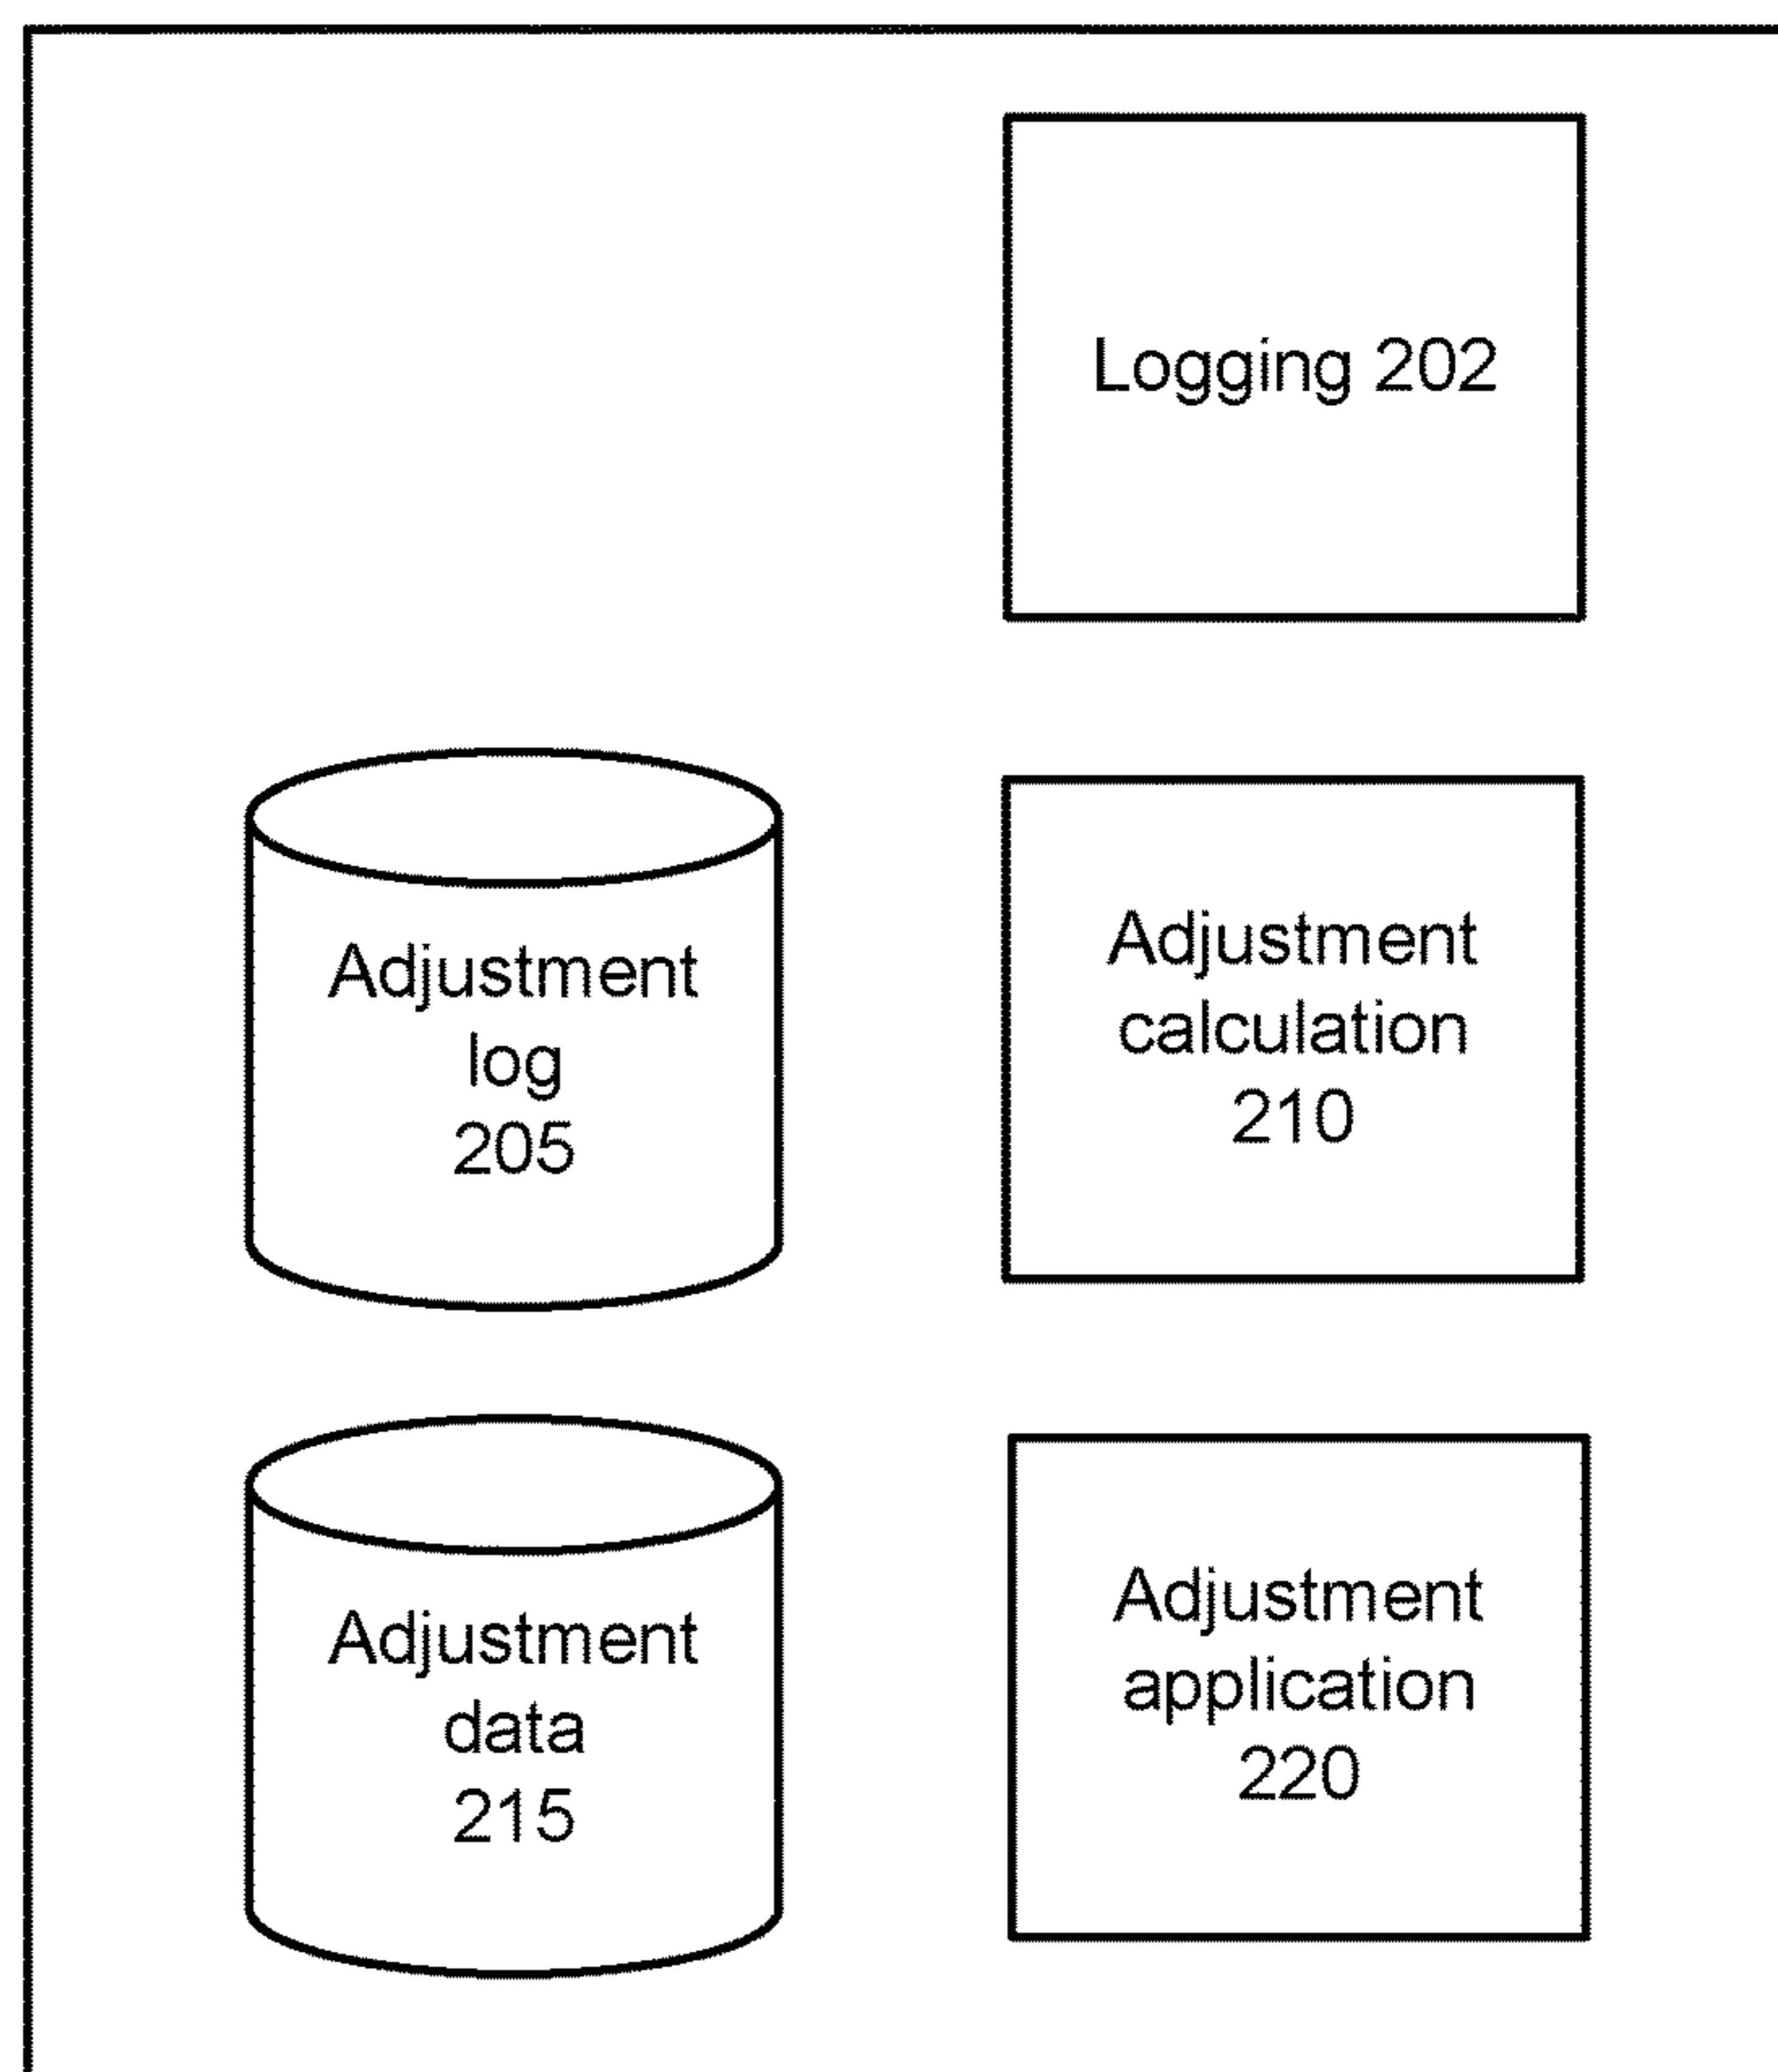 Logging 202
Adjustment
log
205
Adjustment
calculation
210
Adjustment
data
215
Adjustment
application
220